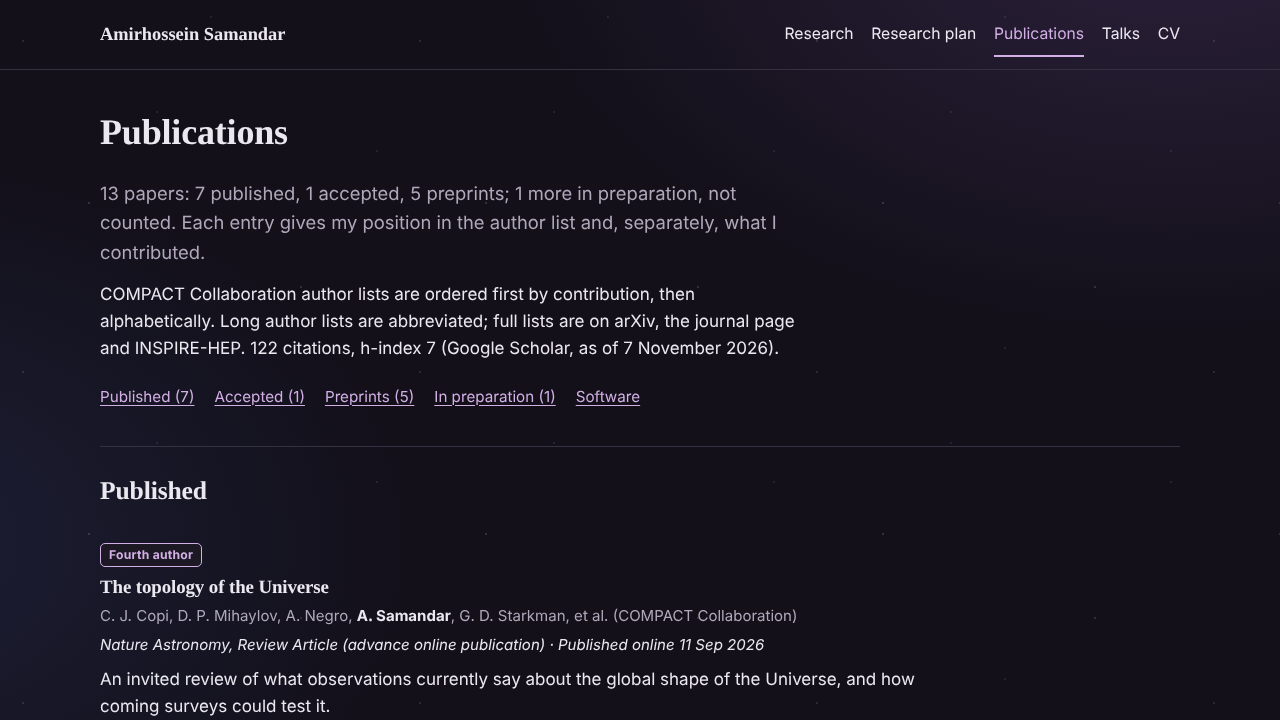 Amirhossein Samandar
Research Research plan Publications Talks CV
Publications
13 papers: 7 published, 1 accepted, 5 preprints; 1 more in preparation, not
counted. Each entry gives my position in the author list and, separately, what I
contributed.
COMPACT Collaboration author lists are ordered first by contribution, then
alphabetically. Long author lists are abbreviated; full lists are on arXiv, the journal page
and INSPIRE-HEP. 122 citations, h-index 7 (Google Scholar, as of 7 November 2026).
Published (7) Accepted (1) Preprints (5) In preparation (1) Software
Published
Fourth author
The topology of the Universe
C. J. Copi, D. P. Mihaylov, A. Negro, A. Samandar, G. D. Starkman, et al. (COMPACT Collaboration)
Nature Astronomy, Review Article (advance online publication) · Published online 11 Sep 2026
An invited review of what observations currently say about the global shape of the Universe, and how
coming surveys could test it.